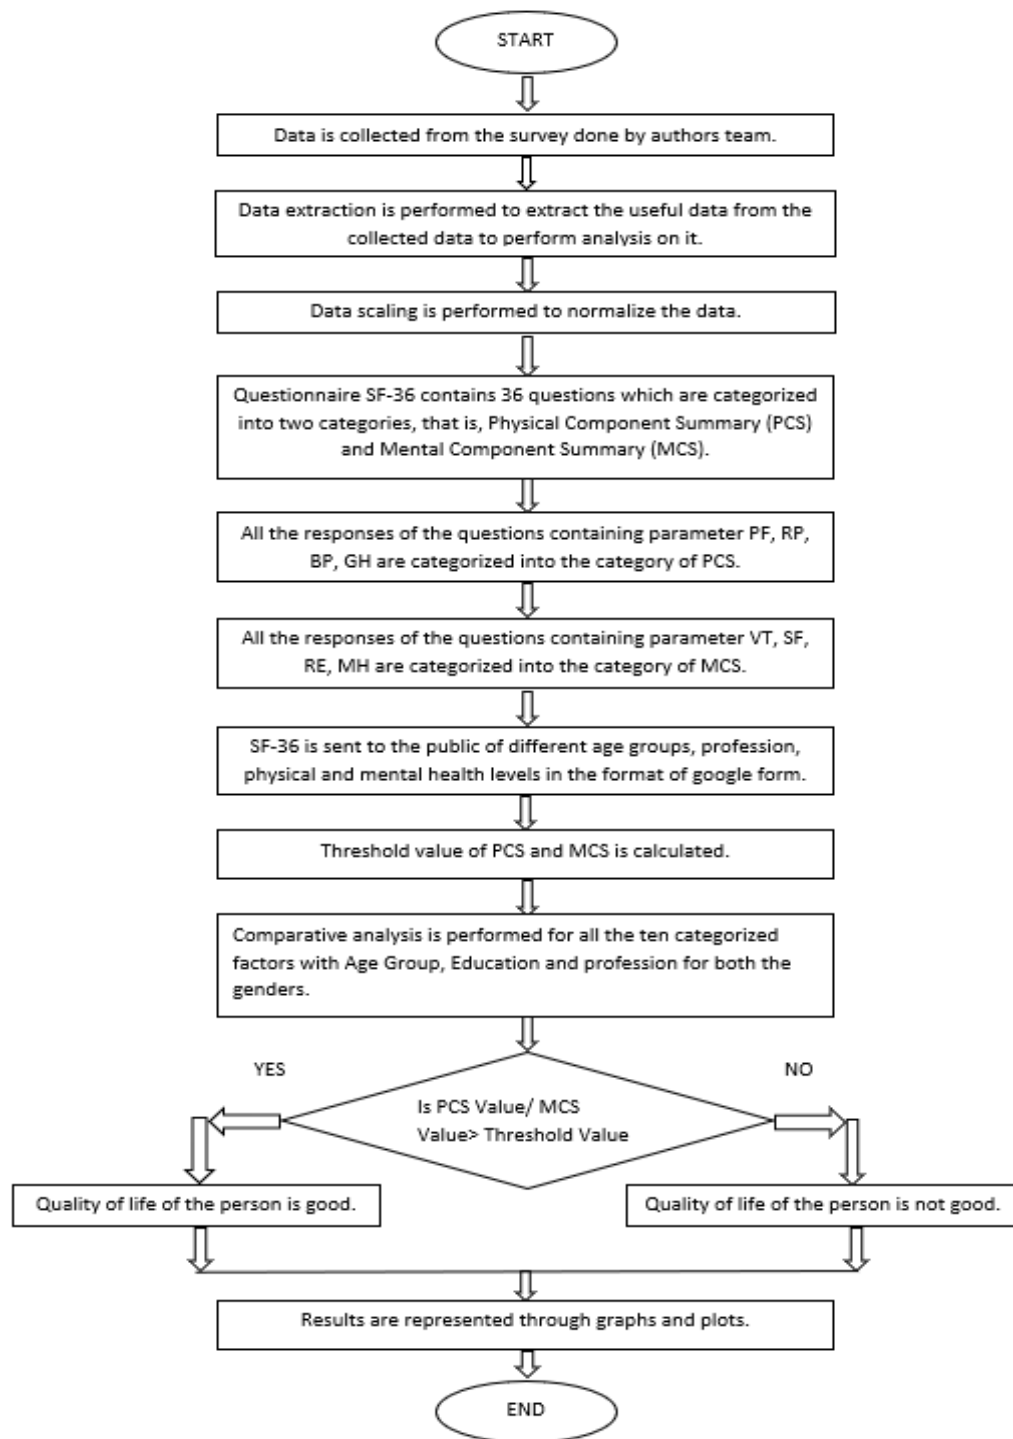 START
Data is collected from the survey done by authors team.
Data extraction is performed to extract the useful data from the
collected data to perform analysis on it.
Data scaling is performed to normalize the data.
Questionnaire SF-36 contains 36 questions which are categorized
into two categories, that is, Physical Component Summary (PCS)
and Mental Component Summary (MCS).
All the responses of the questions containing parameter PF, RP,
BP, GH are categorized into the category of PCS.
All the responses of the questions containing parameter VT, SF,
RE, MH are categorized into the category of MCS.
SF-36 is sent to the public of different age groups, profession,
physical and mental health levels in the format of google form.
Threshold value of PCS and MCS is calculated.
Comparative analysis is performed for all the ten categorized
factors with Age Group, Education and profession for both the
genders.
YES
NO
Is PCS Value/ MCS
Value> Threshold Value
Quality of life of the person is good.
Quality of life of the person is not good.
Results are represented through graphs and plots.
END